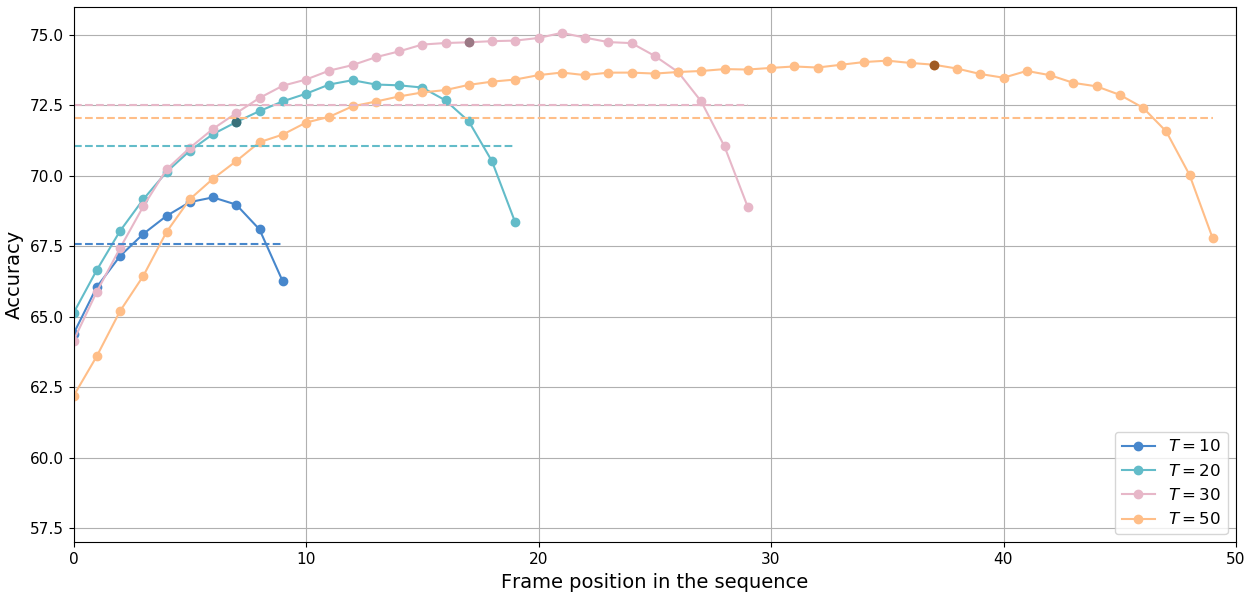 Accuracy
75.0
72.5
70.0
67.5
65.0
62.5
60.0
57.5
0 10 20 30 40 50
Frame position in the sequence
T = 10
T = 20
T = 30
T = 50